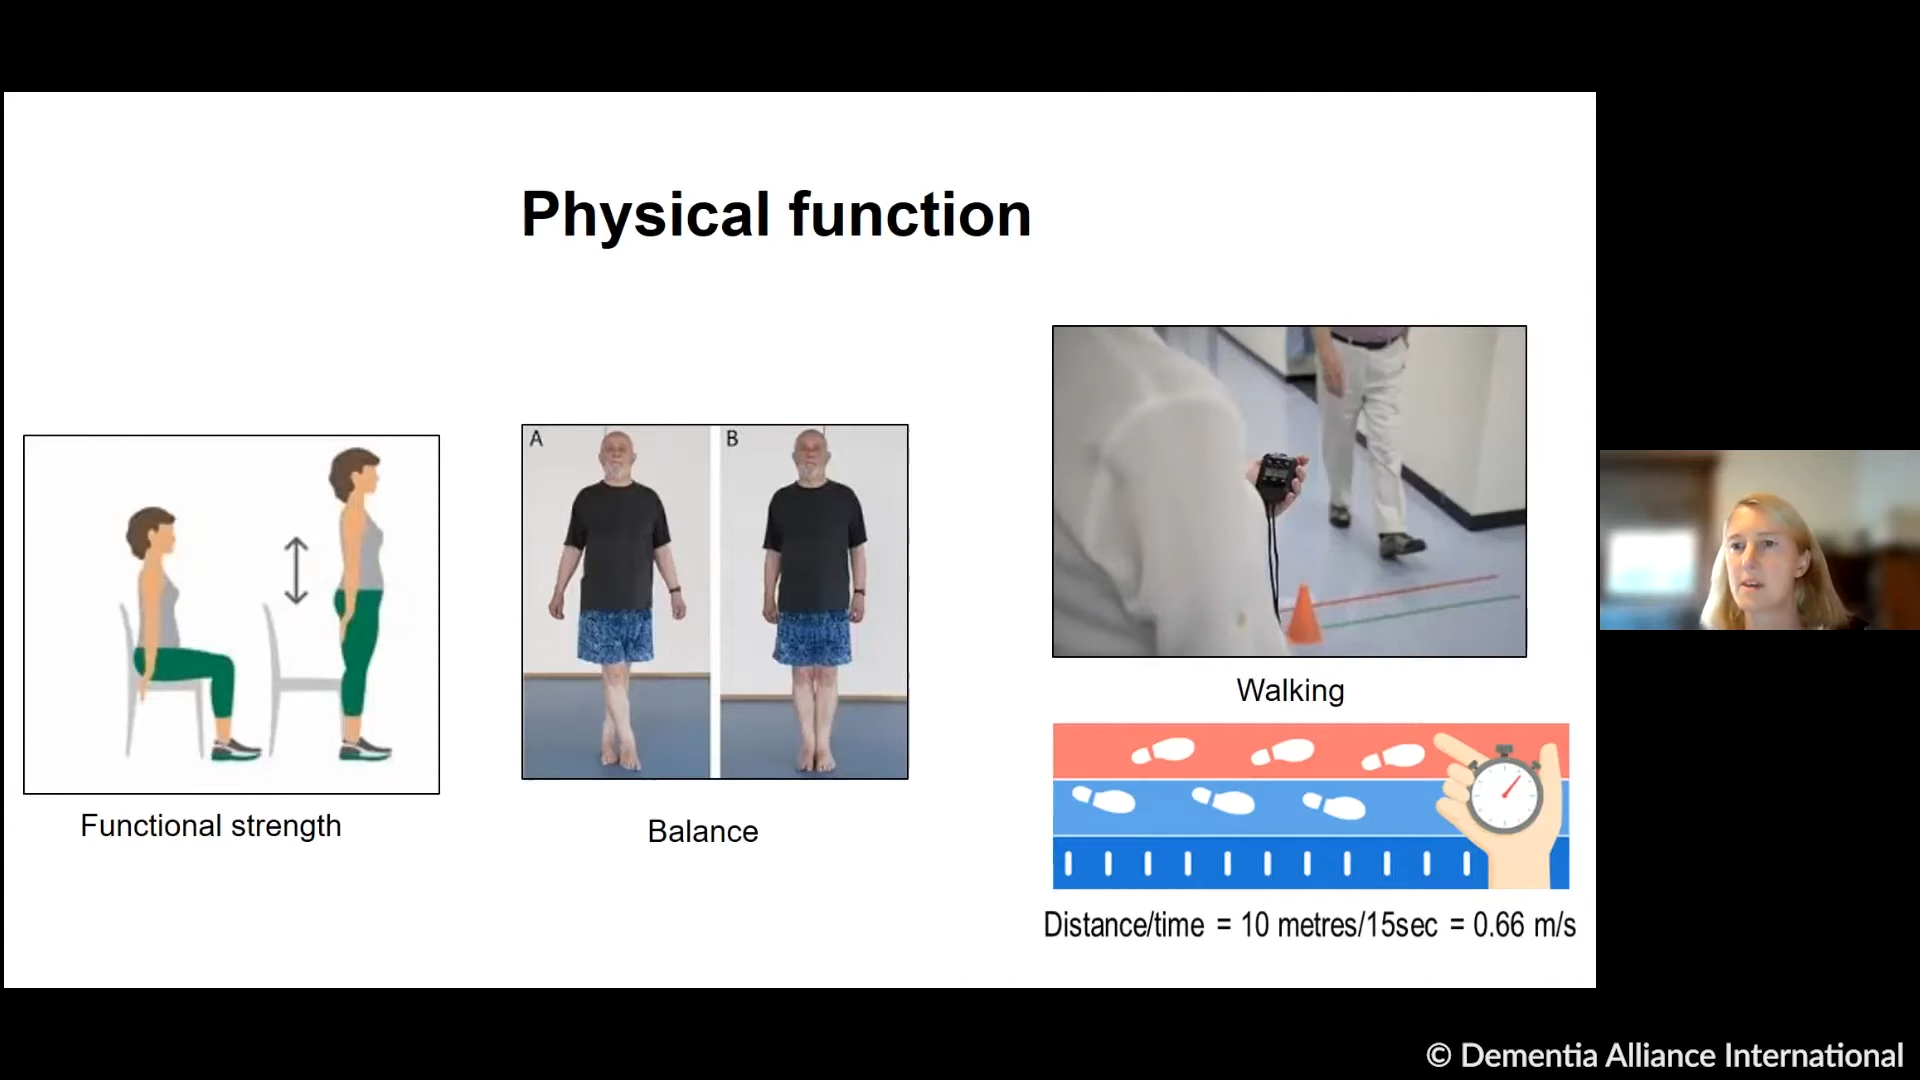 Physical function
A
B
Functional strength
Balance
Walking
Distance/time = 10 metres/15sec = 0.66 m/s
© Dementia Alliance International